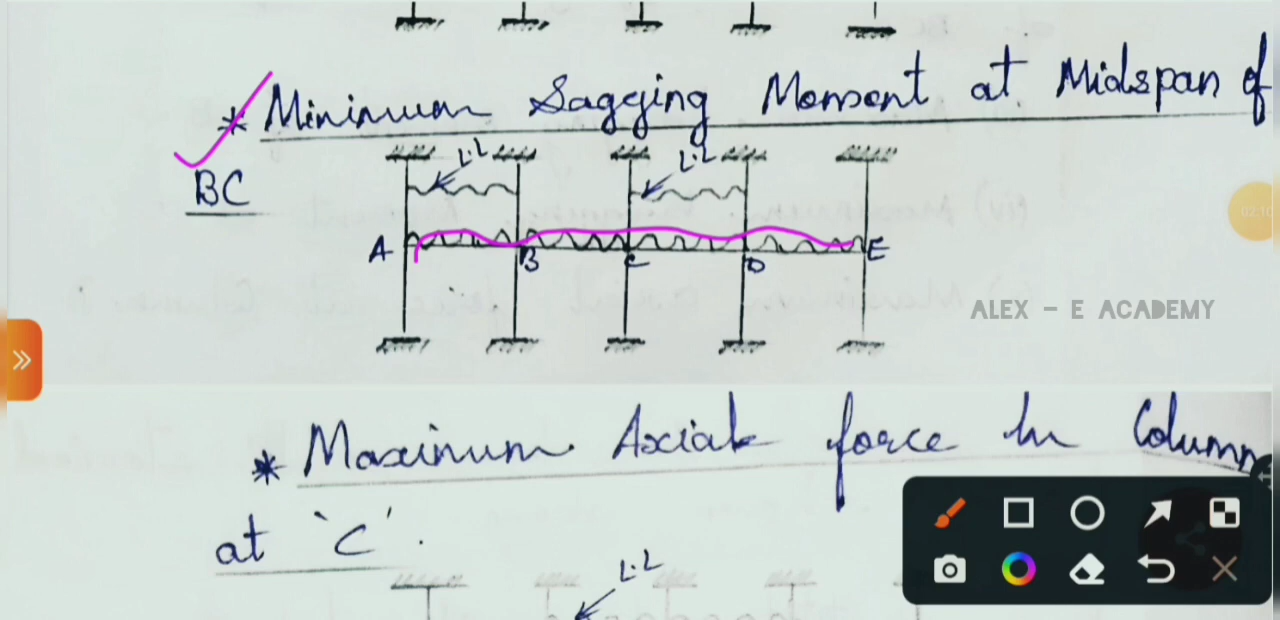 * Minimum Sagging Moment at Midspan of
BC
L.L L.L
A B C D E
ALEX - E ACADEMY
* Maximum Axial force In Column
at 'C'.
L.L